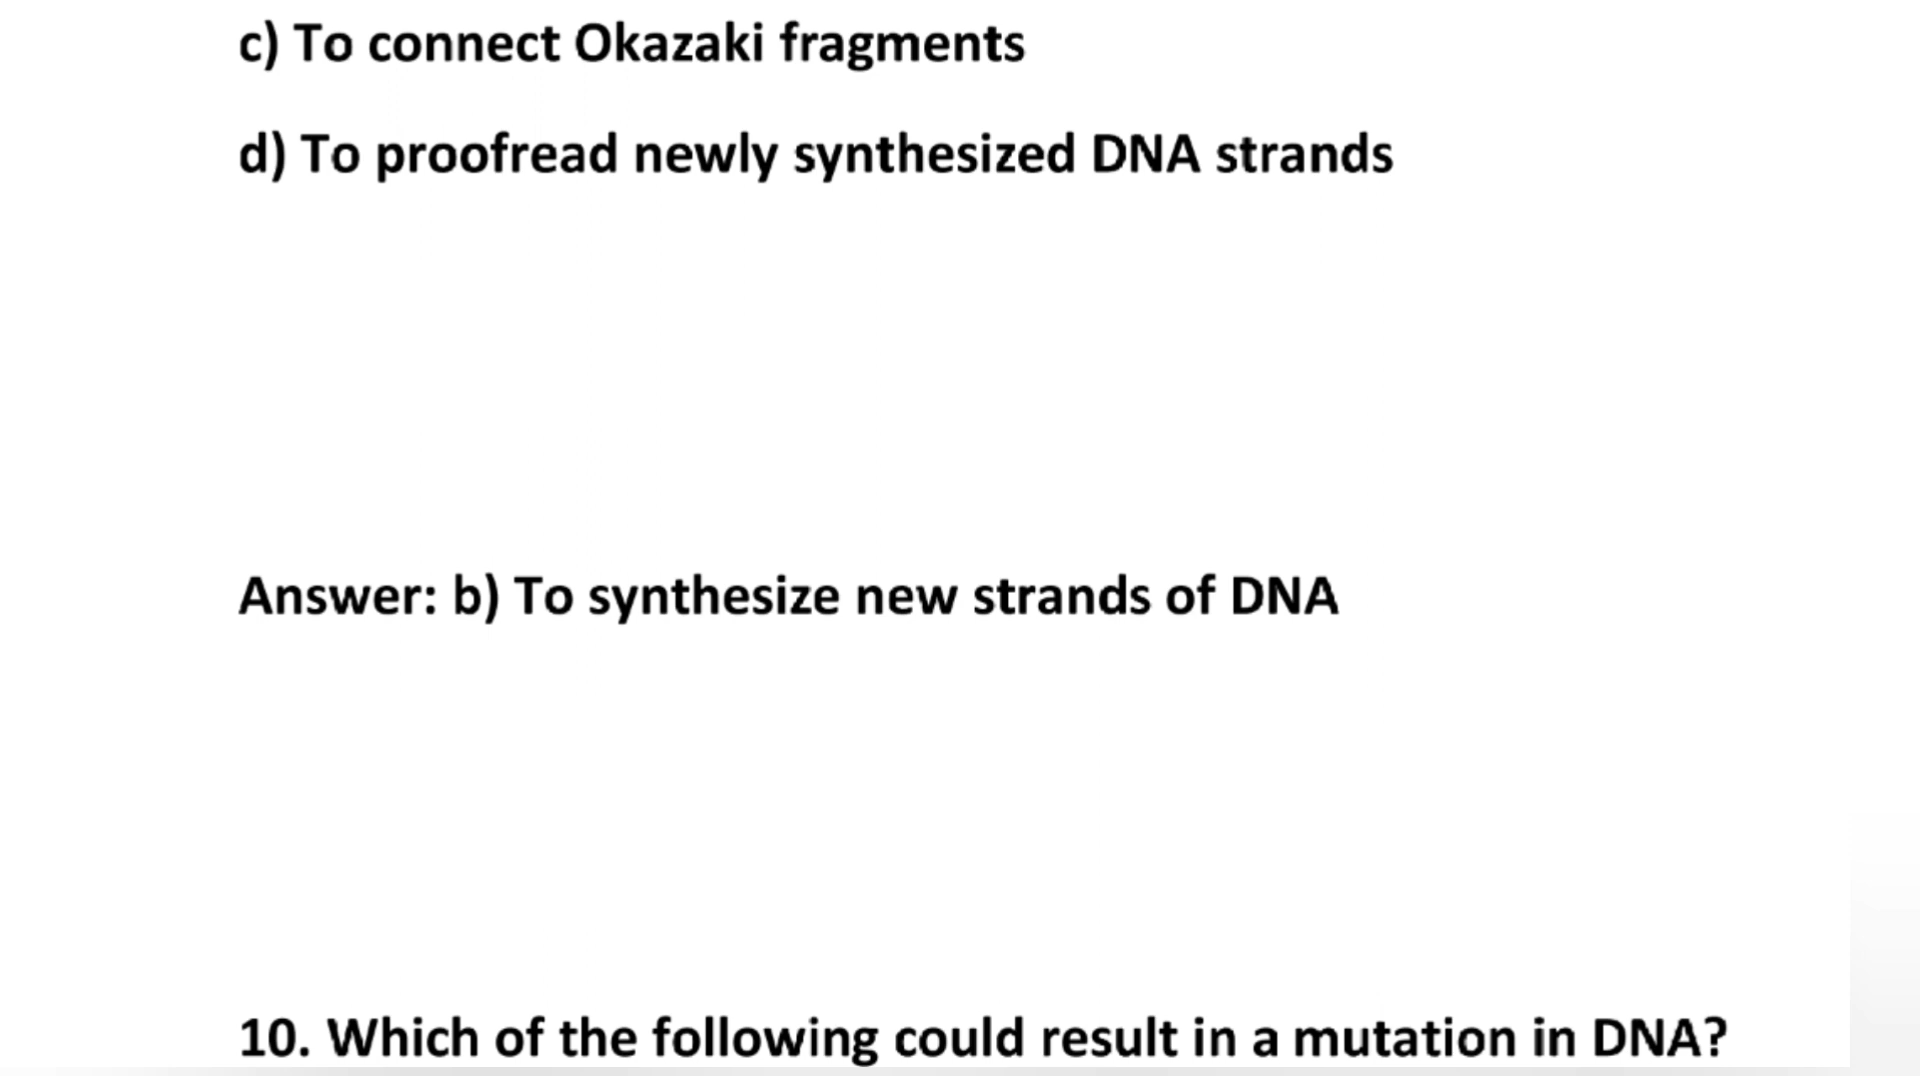 c) To connect Okazaki fragments
d) To proofread newly synthesized DNA strands
Answer: b) To synthesize new strands of DNA
10. Which of the following could result in a mutation in DNA?